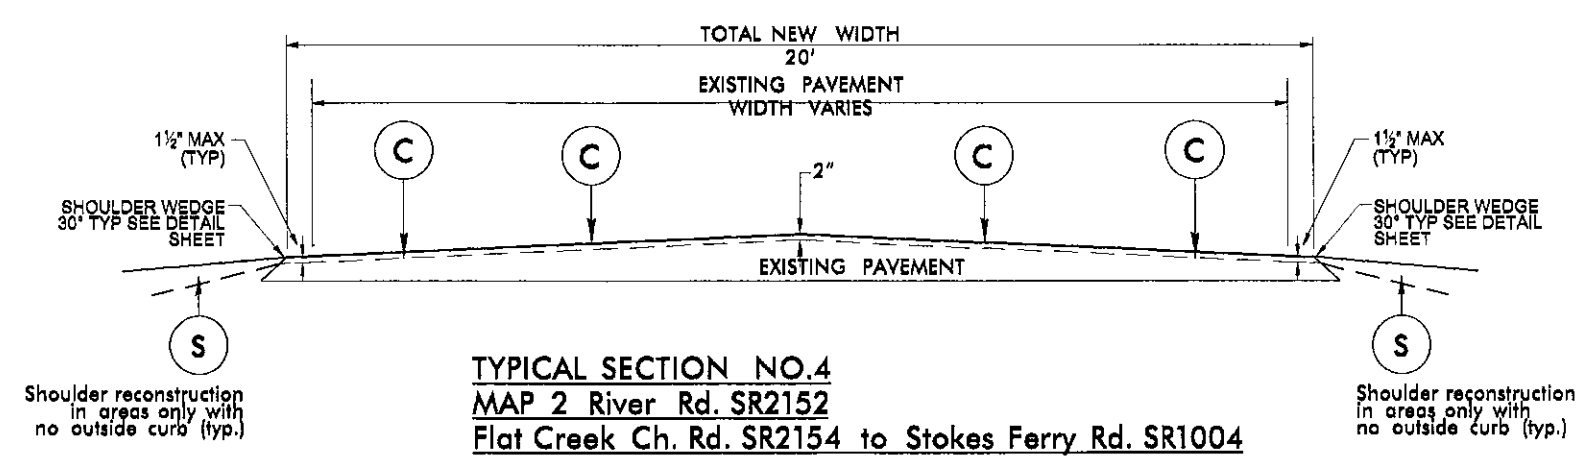 TOTAL NEW WIDTH
20'
EXISTING PAVEMENT
WIDTH VARIES
1½" MAX
(TYP)
C
C
2"
C
C
1½" MAX
(TYP)
SHOULDER WEDGE
30° TYP SEE DETAIL
SHEET
SHOULDER WEDGE
30° TYP SEE DETAIL
SHEET
EXISTING PAVEMENT
S
S
Shoulder reconstruction
in areas only with
no outside curb (typ.)
TYPICAL SECTION NO.4
MAP 2 River Rd. SR2152
Flat Creek Ch. Rd. SR2154 to Stokes Ferry Rd. SR1004
Shoulder reconstruction
in areas only with
no outside curb (typ.)